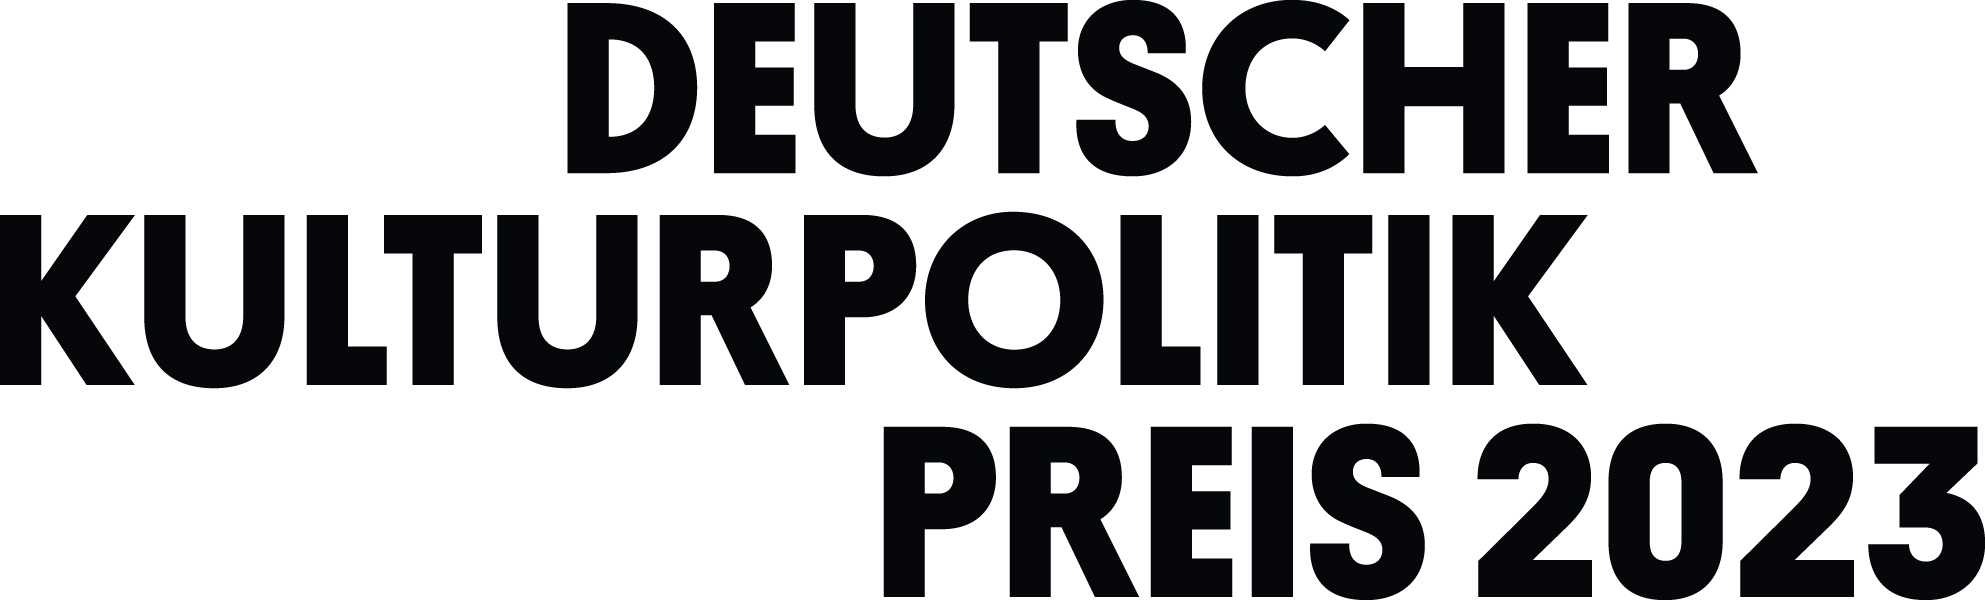 DEUTSCHER
KULTURPOLITIK
PREIS 2023